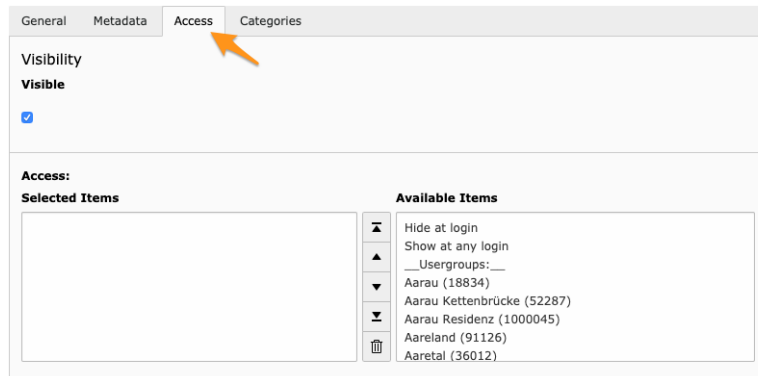 General Metadata Access Categories
Visibility
Visible
Access:
Selected Items
Available Items
Hide at login
Show at any login
__Usergroups:__
Aarau (18834)
Aarau Kettenbrücke (52287)
Aarau Residenz (1000045)
Aareland (91126)
Aaretal (36012)